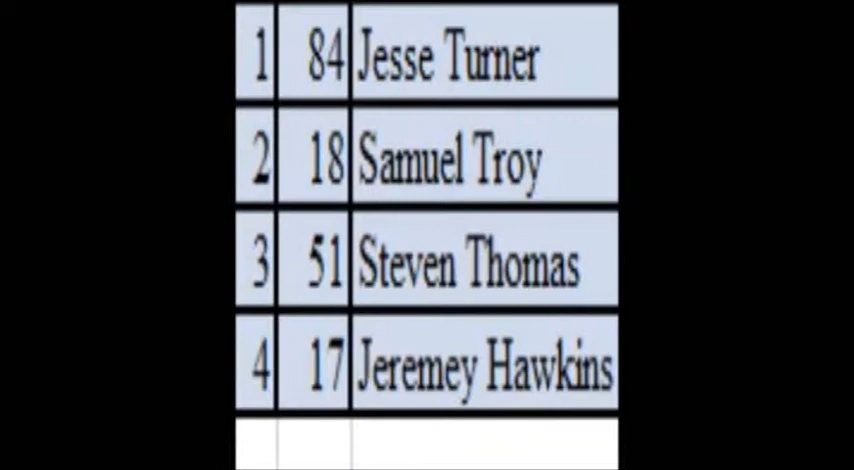 1 84 Jesse Turner
2 18 Samuel Troy
3 51 Steven Thomas
4 17 Jeremey Hawkins